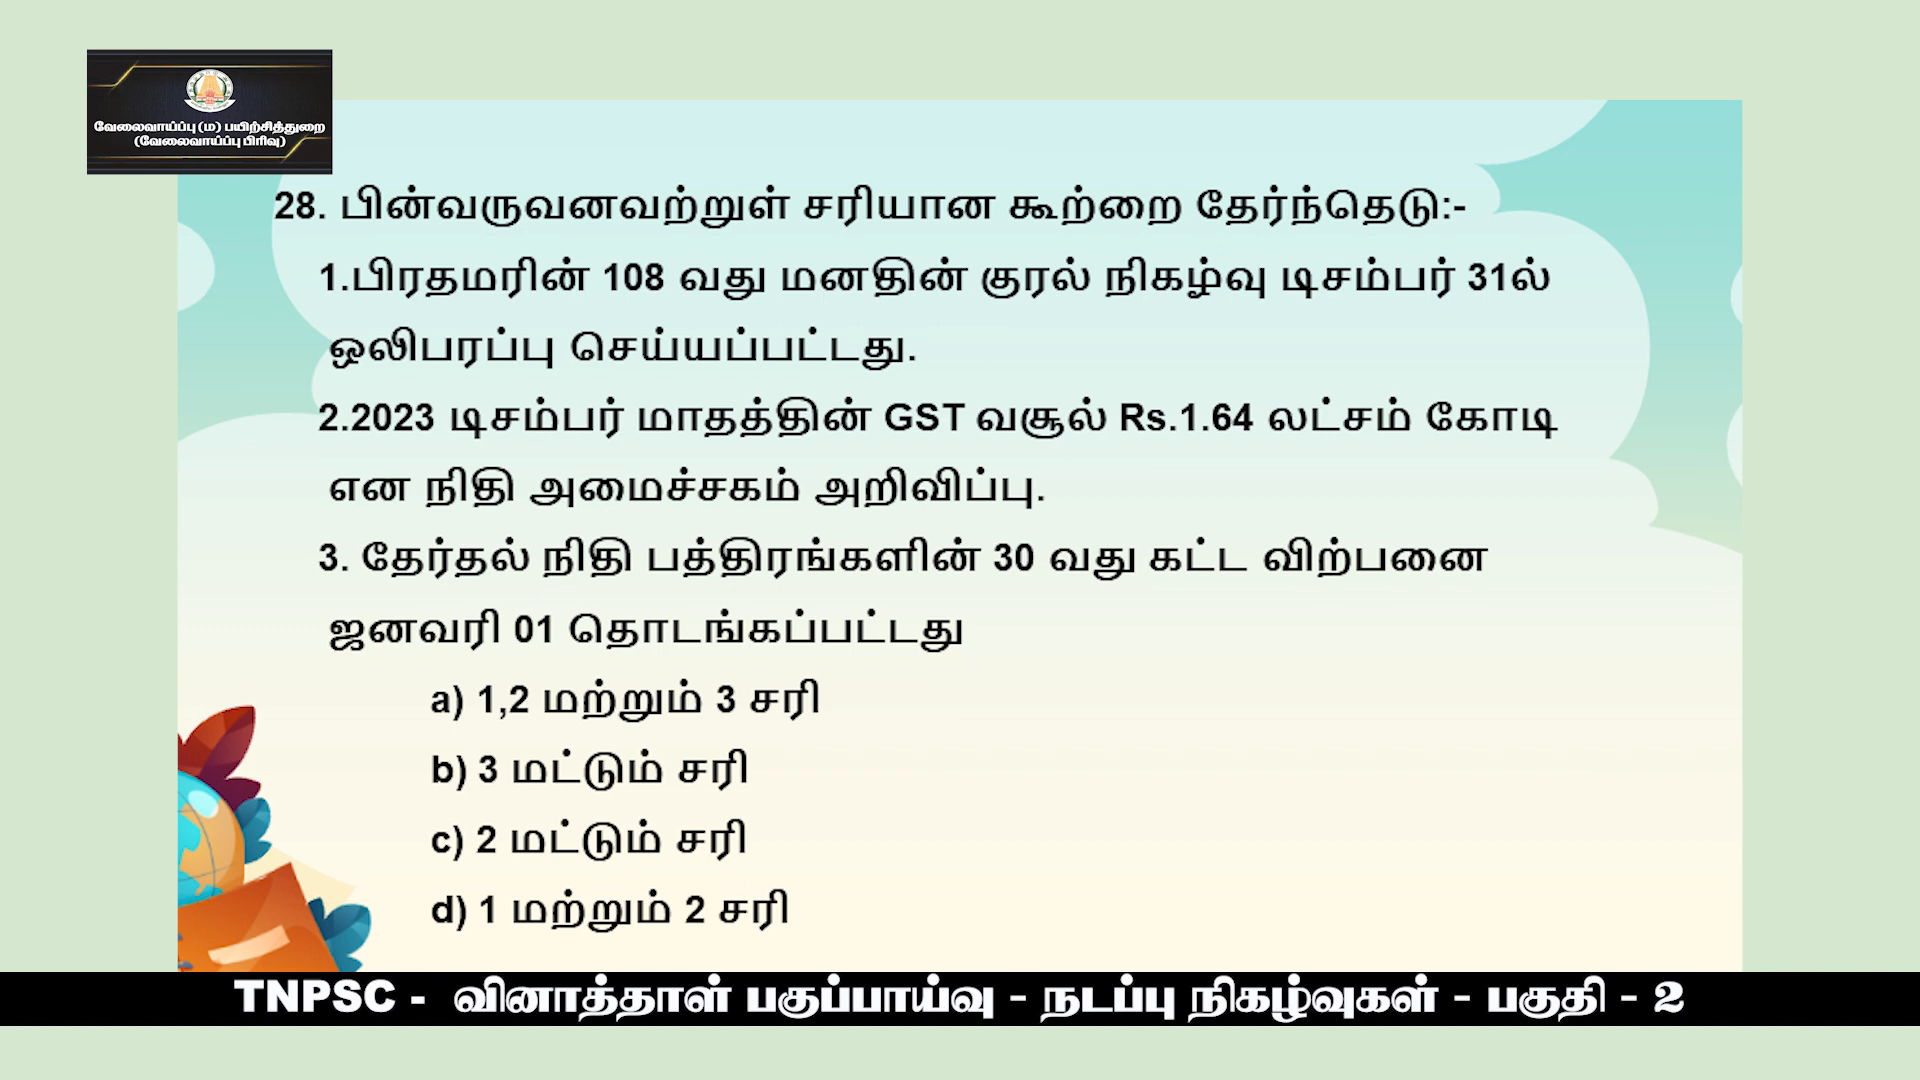 வேலைவாய்ப்பு (ம) பயிற்சித்துறை
(வேலைவாய்ப்பு பிரிவு)
28. பின்வருவனவற்றுள் சரியான கூற்றை தேர்ந்தெடு:-
1.பிரதமரின் 108 வது மனதின் குரல் நிகழ்வு டிசம்பர் 31ல்
ஒலிபரப்பு செய்யப்பட்டது.
2.2023 டிசம்பர் மாதத்தின் GST வசூல் Rs.1.64 லட்சம் கோடி
என நிதி அமைச்சகம் அறிவிப்பு.
3. தேர்தல் நிதி பத்திரங்களின் 30 வது கட்ட விற்பனை
ஜனவரி 01 தொடங்கப்பட்டது
a) 1,2 மற்றும் 3 சரி
b) 3 மட்டும் சரி
c) 2 மட்டும் சரி
d) 1 மற்றும் 2 சரி
TNPSC - வினாத்தாள் பகுப்பாய்வு - நடப்பு நிகழ்வுகள் - பகுதி - 2